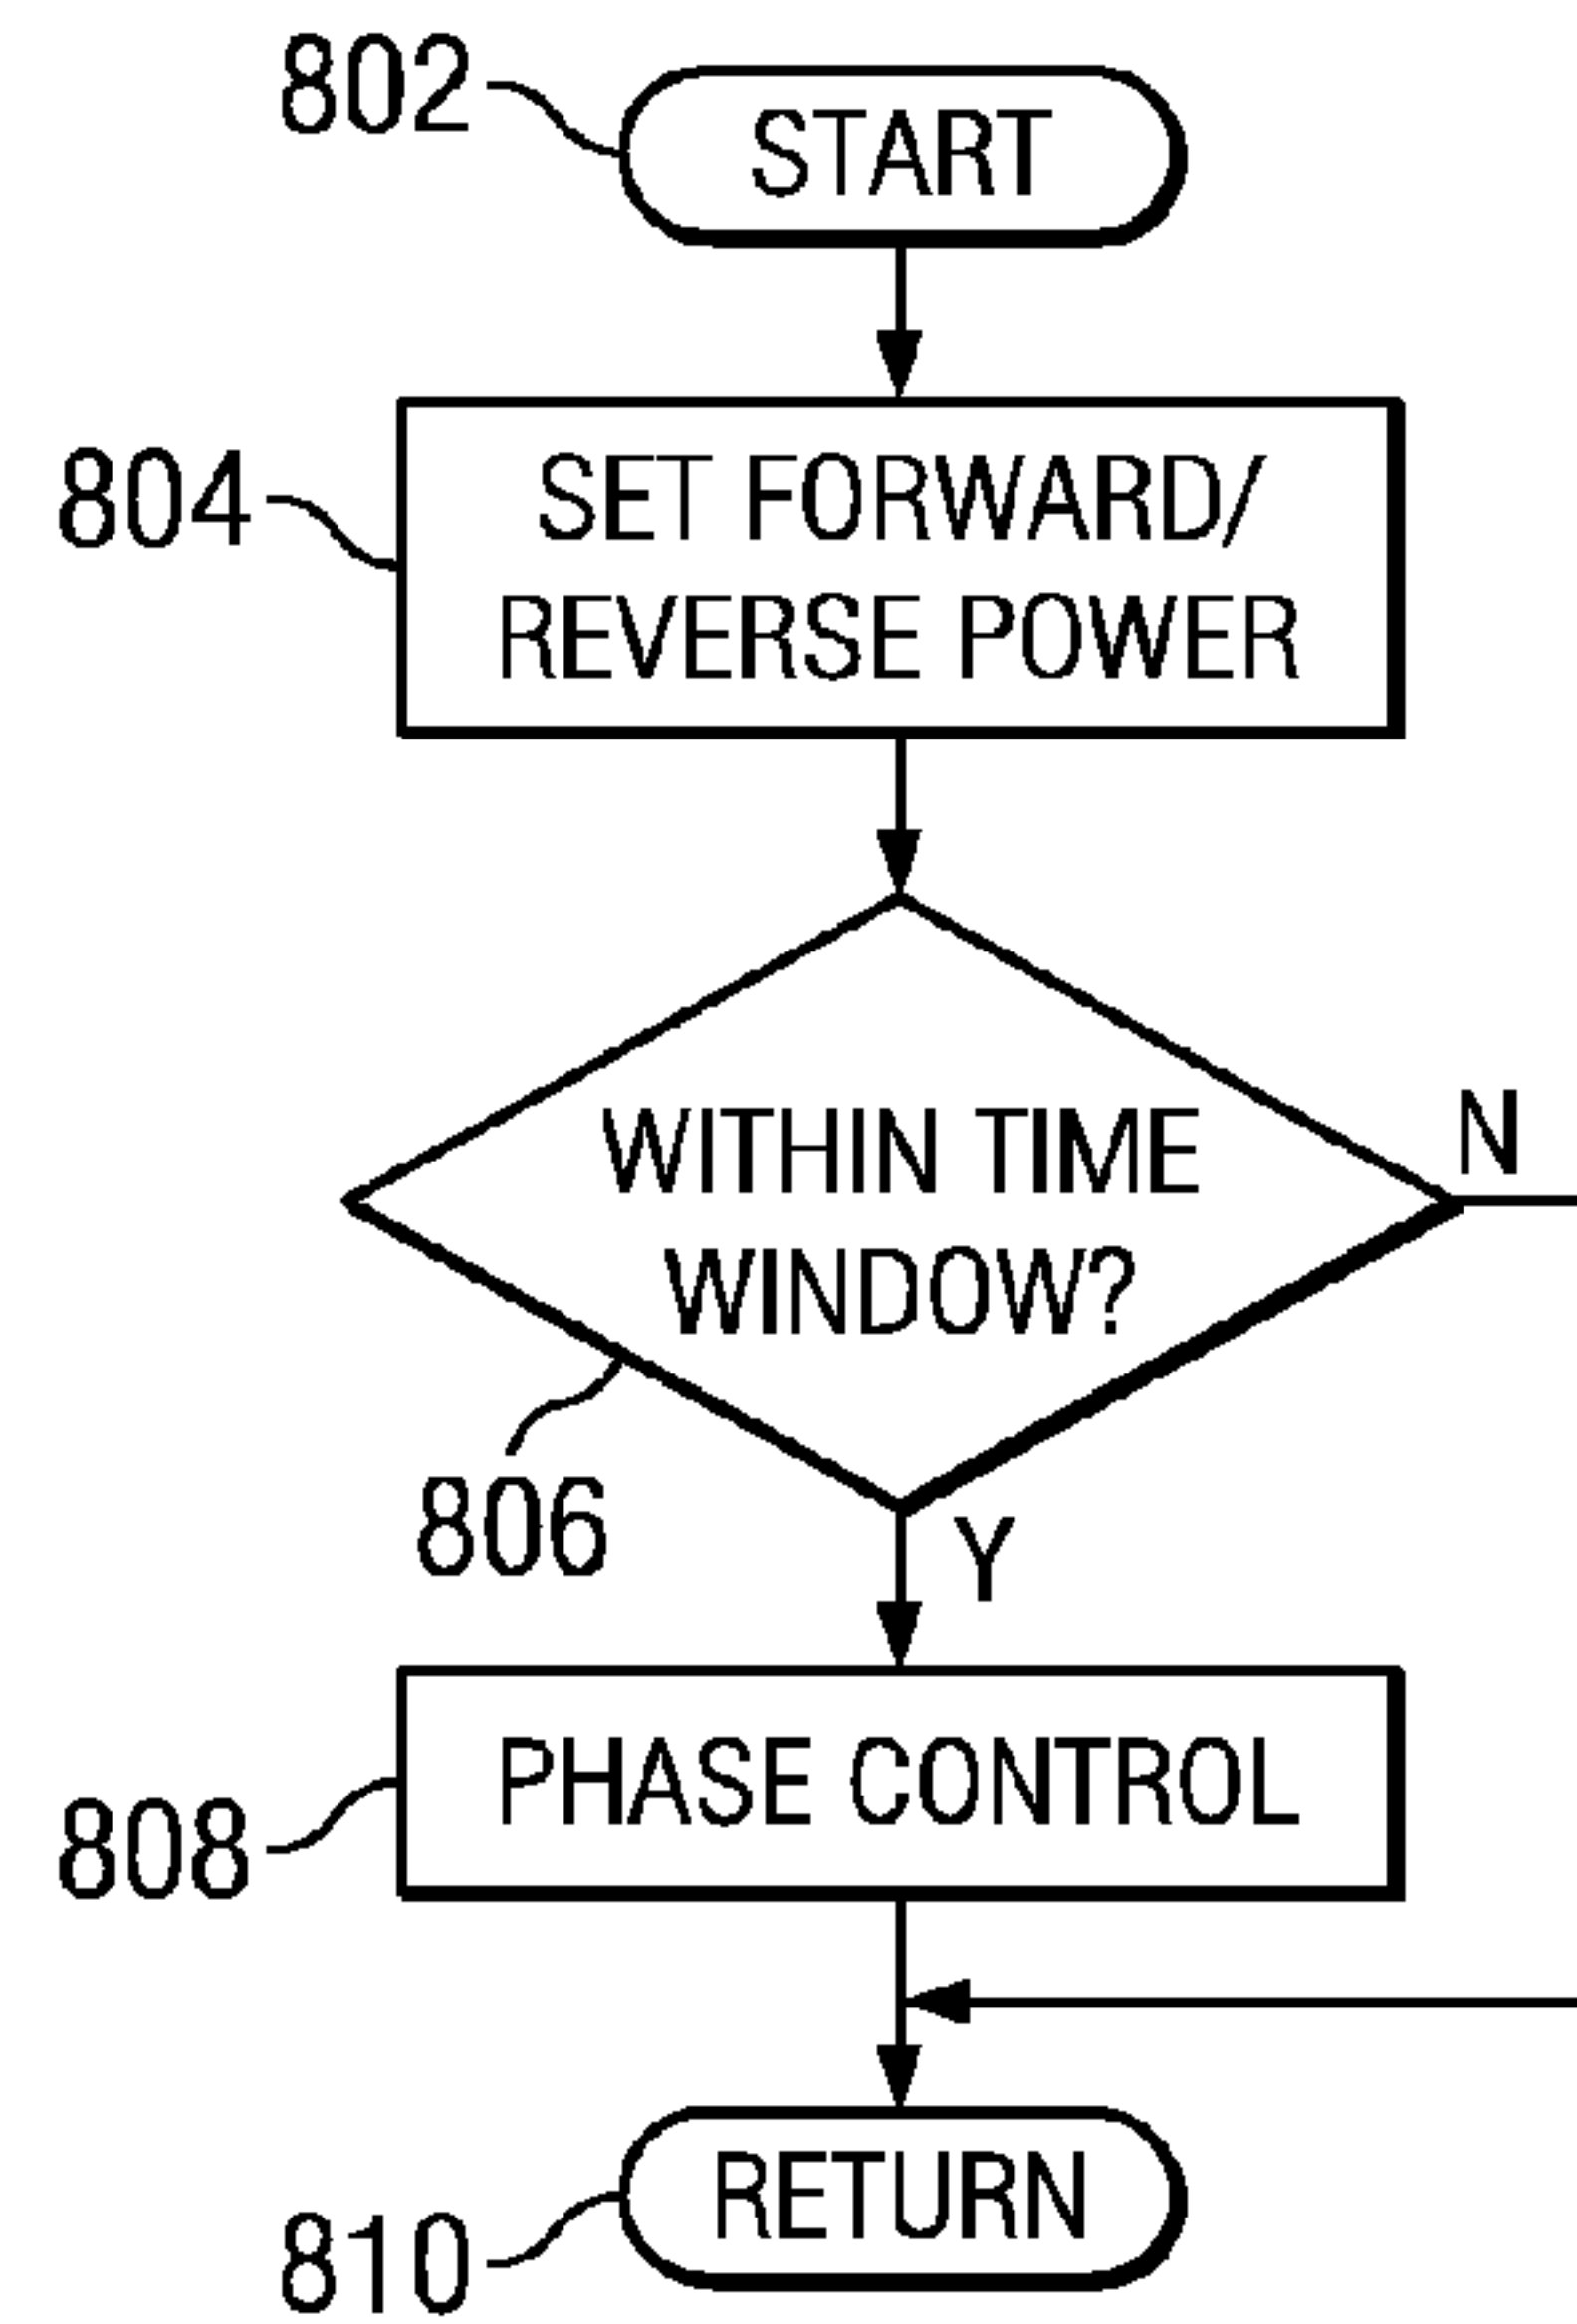 802
START
804
SET FORWARD/
REVERSE POWER
WITHIN TIME
WINDOW?
N
806
Y
PHASE CONTROL
808
RETURN
810